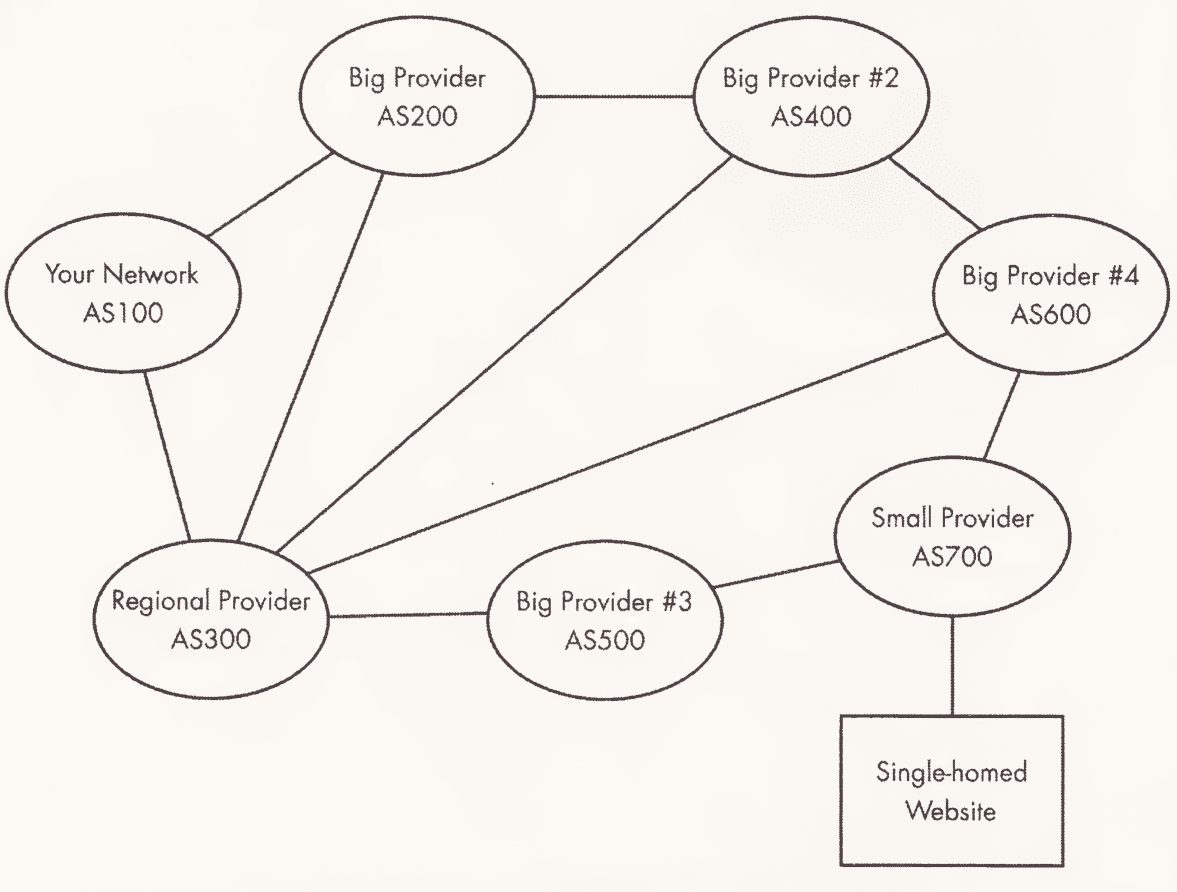 Big Provider
AS200
Big Provider #2
AS400
Your Network
AS100
Big Provider #4
AS600
Small Provider
AS700
Regional Provider
AS300
Big Provider #3
AS500
Single-homed
Website